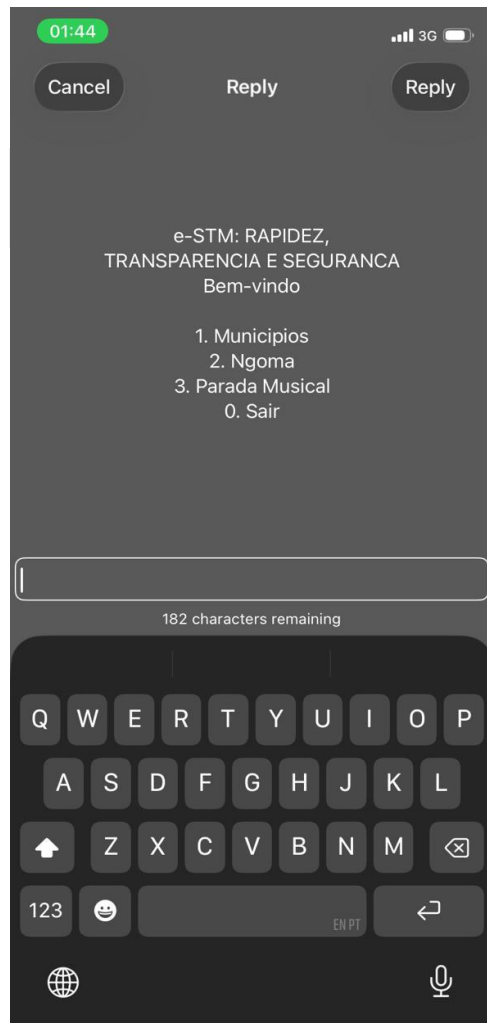 01:44
3G
Cancel
Reply
Reply
e-STM: RAPIDEZ,
TRANSPARENCIA E SEGURANCA
Bem-vindo
1. Municipios
2. Ngoma
3. Parada Musical
0. Sair
182 characters remaining
Q W E R T Y U I O P
A S D F G H J K L
Z X C V B N M
123
EN PT